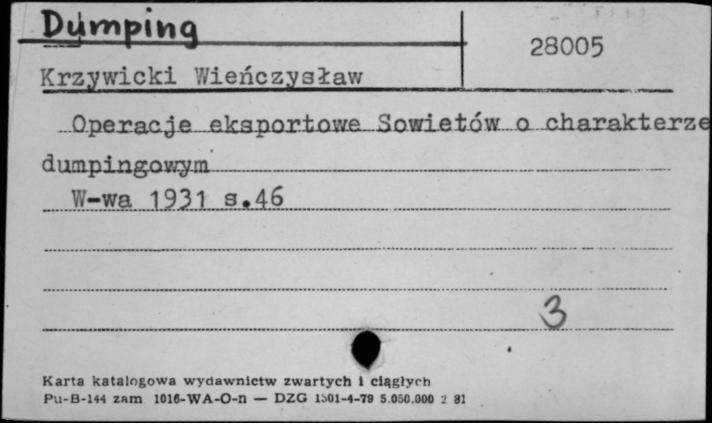 Dumping
28005
Krzywicki Wieńczysław
Operacje eksportowe Sowietów o charakterze
dumpingowym
W-wa 1931 s.46
3
Karta katalogowa wydawnictw zwartych i ciągłych
Pu-B-144 zam 1016-WA-O-n — DZG 1501-4-79 5.050.000 2 81